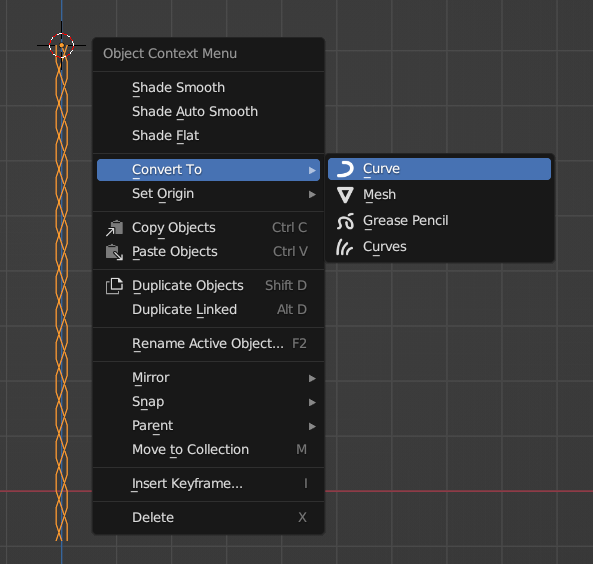 Object Context Menu
Shade Smooth
Shade Auto Smooth
Shade Flat
Convert To
Set Origin
Copy Objects Ctrl C
Paste Objects Ctrl V
Duplicate Objects Shift D
Duplicate Linked Alt D
Rename Active Object... F2
Mirror
Snap
Parent
Move to Collection M
Insert Keyframe... I
Delete X
Curve
Mesh
Grease Pencil
Curves